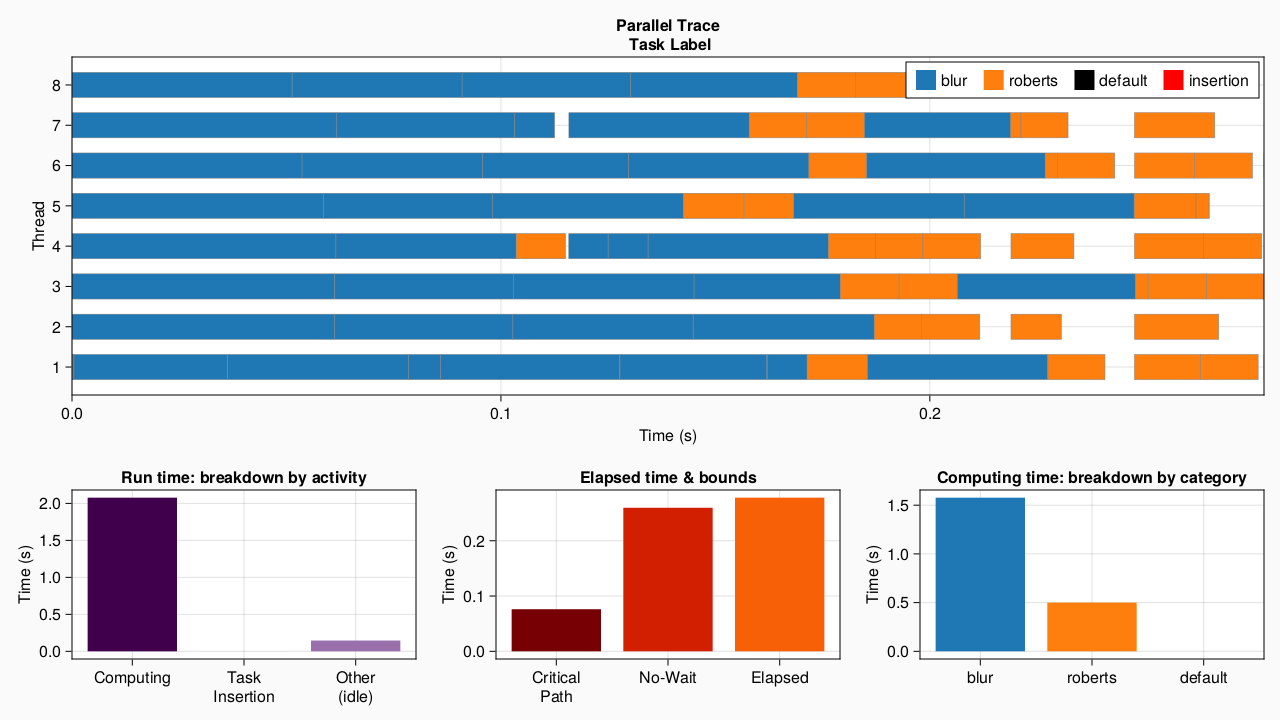 Parallel Trace
Task Label
blur roberts default insertion
Thread
8
7
6
5
4
3
2
1
0.0 0.1 0.2
Time (s)
Run time: breakdown by activity
Time (s)
2.0
1.5
1.0
0.5
0.0
Computing Task Insertion Other (idle)
Elapsed time & bounds
Time (s)
0.2
0.1
0.0
Critical Path No-Wait Elapsed
Computing time: breakdown by category
Time (s)
1.5
1.0
0.5
0.0
blur roberts default